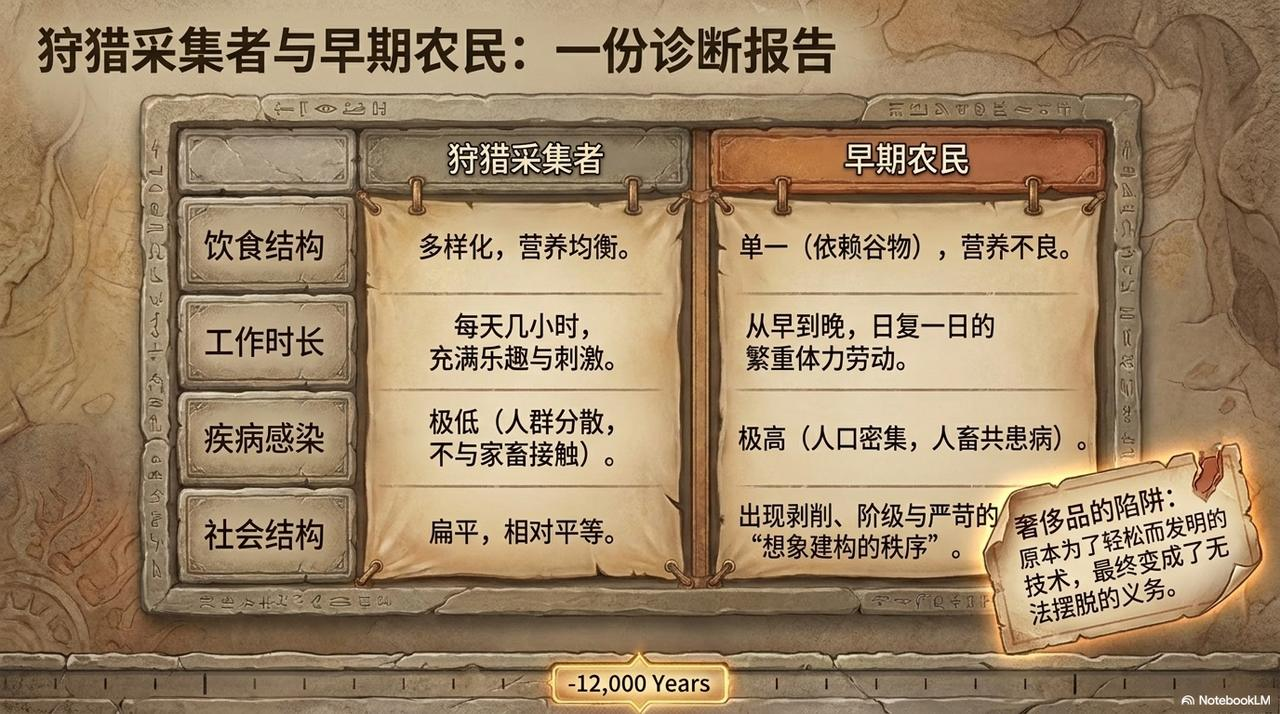 狩猎采集者与早期农民：一份诊断报告
狩猎采集者
早期农民
饮食结构
多样化，营养均衡。
单一（依赖谷物），营养不良。
工作时长
每天几小时，
充满乐趣与刺激。
从早到晚，日复一日的
繁重体力劳动。
疾病感染
极低（人群分散，
不与家畜接触）。
极高（人口密集，人畜共患病）。
社会结构
扁平，相对平等。
出现剥削、阶级与严苛的
“想象建构的秩序”。
奢侈品的陷阱：
原本为了轻松而发明的
技术，最终变成了无
法摆脱的义务。
-12,000 Years
NotebookLM